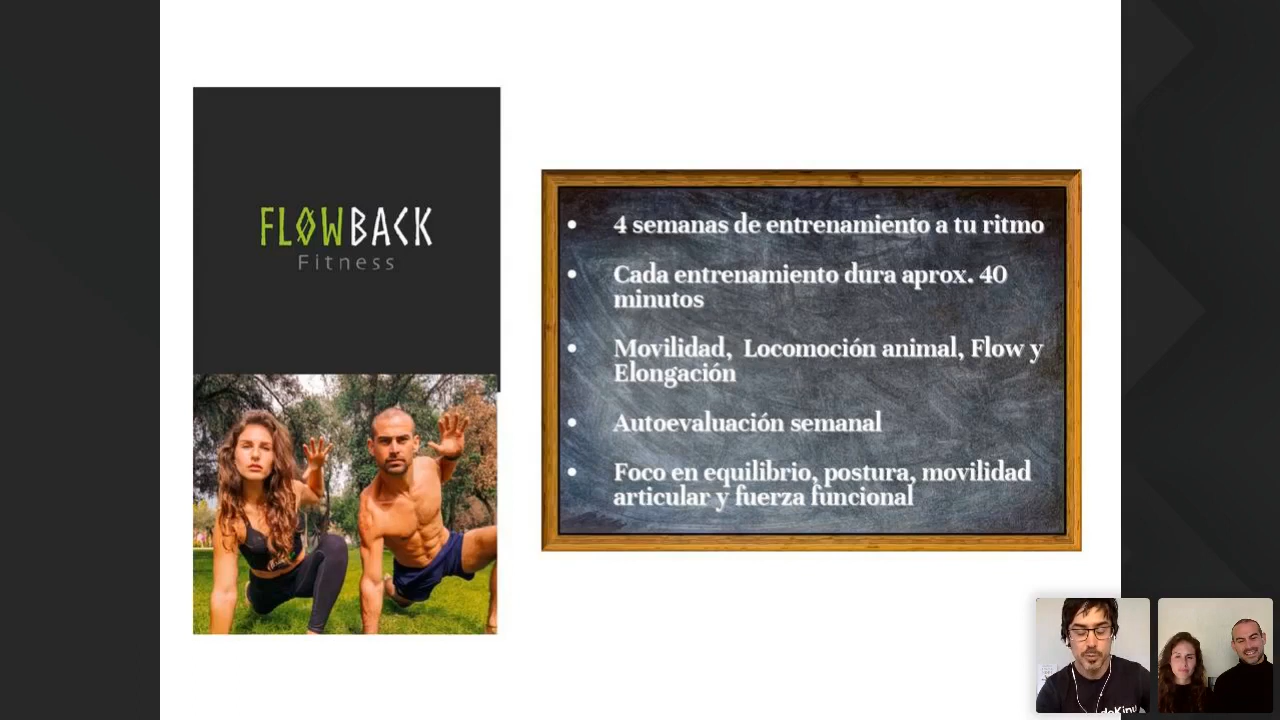 FLOWBACK
Fitness
• 4 semanas de entrenamiento a tu ritmo
• Cada entrenamiento dura aprox. 40
minutos
• Movilidad, Locomoción animal, Flow y
Elongación
• Autoevaluación semanal
• Foco en equilibrio, postura, movilidad
articular y fuerza funcional